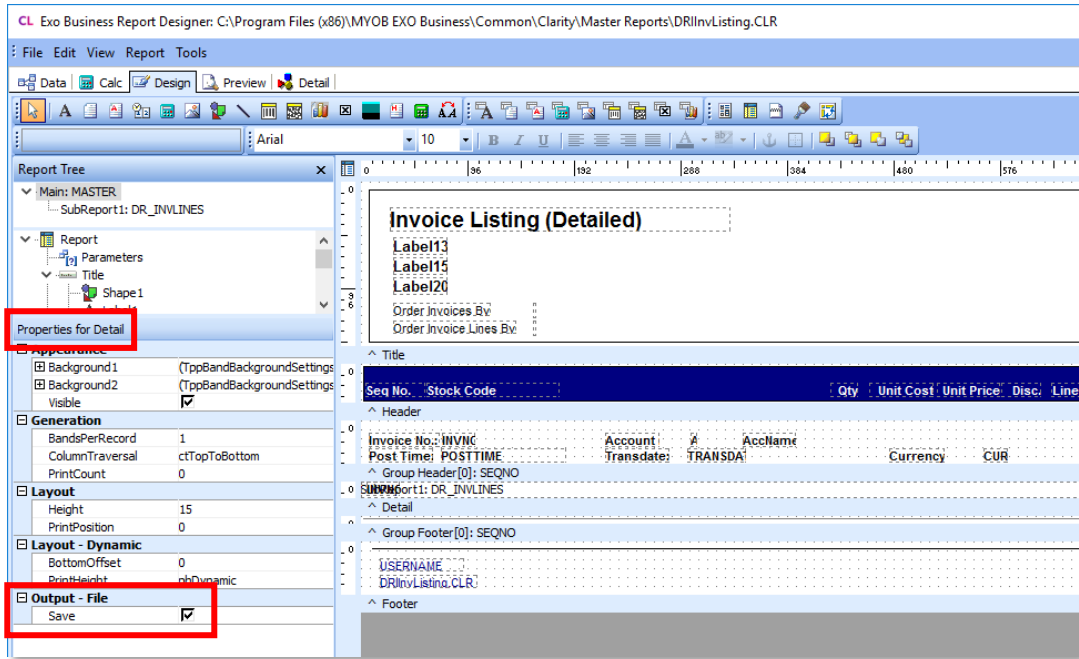 CL Exo Business Report Designer: C:\Program Files (x86)\MYOB EXO Business\Common\Clarity\Master Reports\DRIInvListing.CLR
File Edit View Report Tools
Data Calc Design Preview Detail
Arial 10 B I U
Report Tree
Main: MASTER
SubReport1: DR_INVLINES
Report
Parameters
Title
Shape1
Properties for Detail
Appearance
Background1 (TppBandBackgroundSettings
Background2 (TppBandBackgroundSettings
Visible
Generation
BandsPerRecord 1
ColumnTraversal ctTopToBottom
PrintCount 0
Layout
Height 15
PrintPosition 0
Layout - Dynamic
BottomOffset 0
PrintHeight phDynamic
Output - File
Save
0 96 192 288 384 480 576
Invoice Listing (Detailed)
Label13
Label15
Label20
Order Invoices By
Order Invoice Lines By
^ Title
Seq No. Stock Code Qty Unit Cost Unit Price Disc. Line
^ Header
Invoice No.: INVNO Account A AccName
Post Time: POSTTIME Transdate: TRANSDA Currency CUR
^ Group Header[0]: SEQNO
SubReport1: DR_INVLINES
^ Detail
^ Group Footer[0]: SEQNO
USERNAME
DRIInvListing.CLR
^ Footer